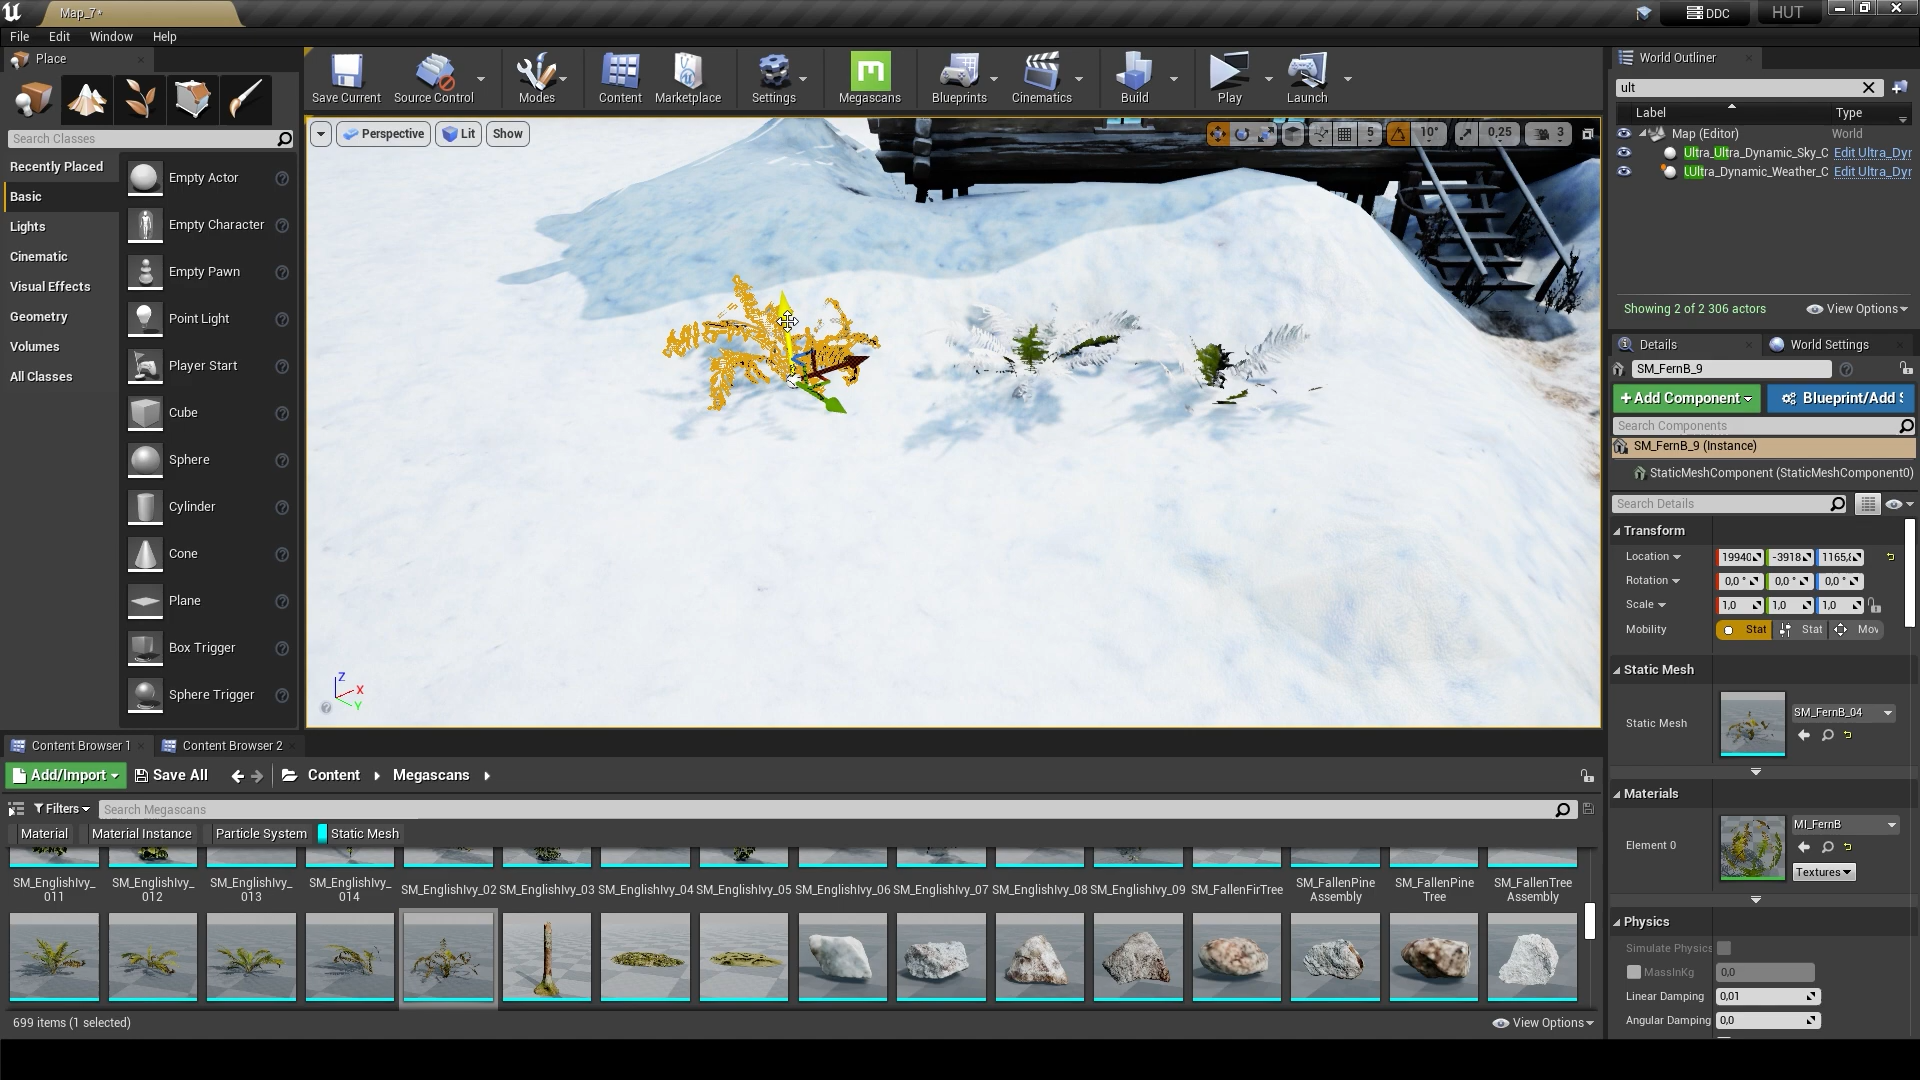 Map_7*
DDC
HUT
File Edit Window Help
Place
Search Classes
Recently Placed
Basic
Lights
Cinematic
Visual Effects
Geometry
Volumes
All Classes
Empty Actor
Empty Character
Empty Pawn
Point Light
Player Start
Cube
Sphere
Cylinder
Cone
Plane
Box Trigger
Sphere Trigger
Save Current
Source Control
Modes
Content
Marketplace
Settings
Megascans
Blueprints
Cinematics
Build
Play
Launch
Perspective
Lit
Show
5
10°
0,25
3
Z
X
Y
World Outliner
ult
Label
Type
Map (Editor)
World
Ultra_Ultra_Dynamic_Sky_C
Edit Ultra_Dyr
Ultra_Dynamic_Weather_C
Edit Ultra_Dyr
Showing 2 of 2 306 actors
View Options
Details
World Settings
SM_FernB_9
+Add Component
Blueprint/Add S
Search Components
SM_FernB_9 (Instance)
StaticMeshComponent (StaticMeshComponent0)
Search Details
Transform
Location
19940
-3918
1165,
Rotation
0,0 °
0,0 °
0,0 °
Scale
1,0
1,0
1,0
Mobility
Stat
Stat
Mov
Static Mesh
Static Mesh
SM_FernB_04
Materials
Element 0
MI_FernB
Textures
Physics
Simulate Physics
MassInKg
0,0
Linear Damping
0,01
Angular Damping
0,0
Content Browser 1
Content Browser 2
Add/Import
Save All
Content
Megascans
Filters
Search Megascans
Material
Material Instance
Particle System
Static Mesh
SM_EnglishIvy_
011
SM_EnglishIvy_
012
SM_EnglishIvy_
013
SM_EnglishIvy_
014
SM_EnglishIvy_02
SM_EnglishIvy_03
SM_EnglishIvy_04
SM_EnglishIvy_05
SM_EnglishIvy_06
SM_EnglishIvy_07
SM_EnglishIvy_08
SM_EnglishIvy_09
SM_FallenFirTree
SM_FallenPine
Assembly
SM_FallenPine
Tree
SM_FallenTree
Assembly
699 items (1 selected)
View Options